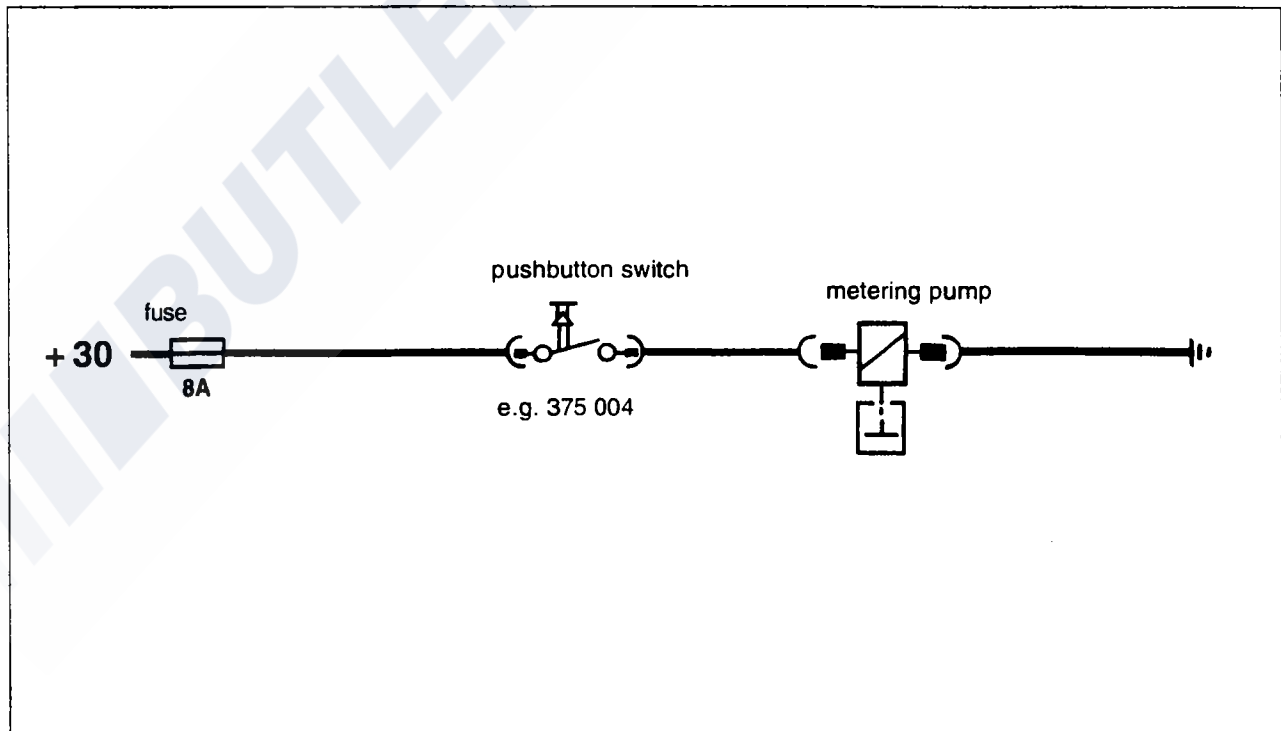 pushbutton switch
metering pump
fuse
+30
8A
e.g. 375 004